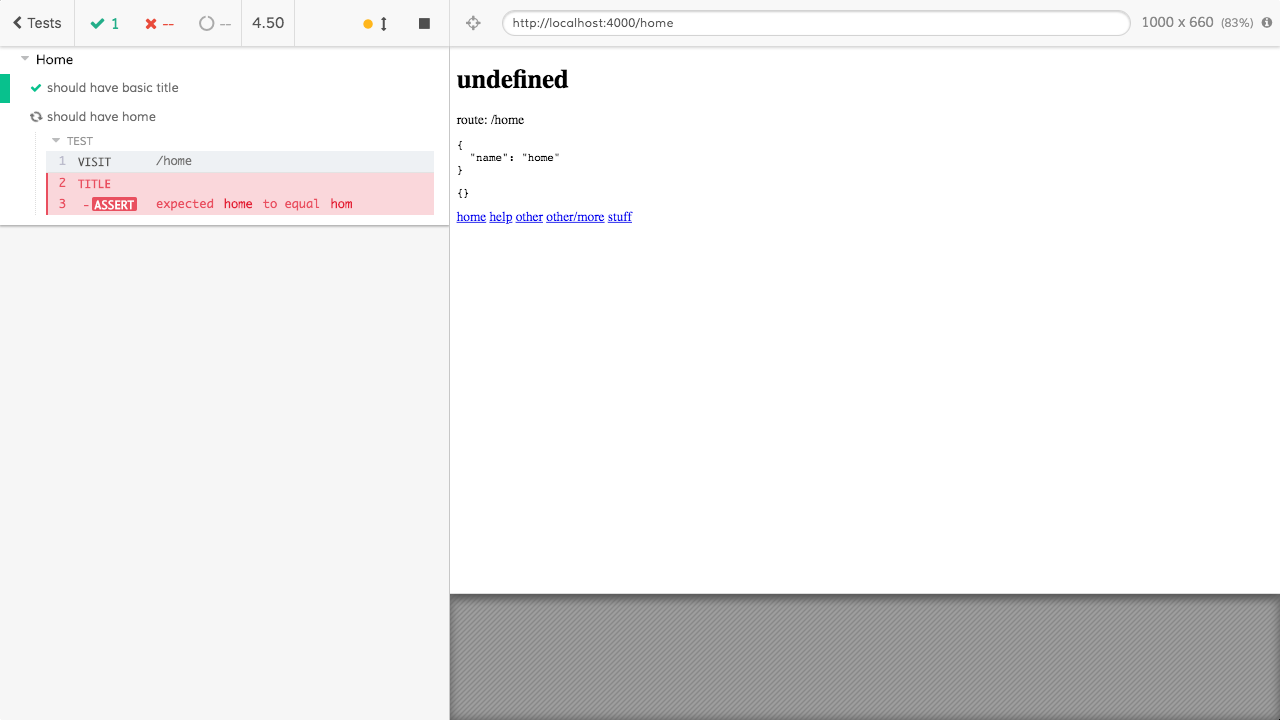 Tests 1 -- -- 4.50
http://localhost:4000/home 1000 x 660 (83%)
Home
should have basic title
should have home
TEST
1 VISIT /home
2 TITLE
3 - ASSERT expected home to equal hom
undefined
route: /home
{
"name": "home"
}
{}
home help other other/more stuff